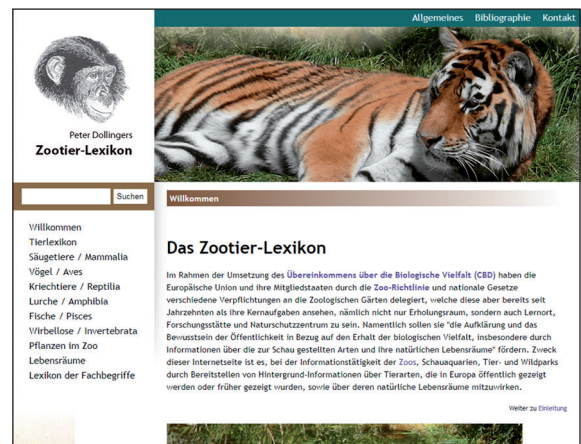 Allgemeines Bibliographie Kontakt
Peter Dollingers
Zootier-Lexikon
Suchen
Willkommen
Tierlexikon
Säugetiere / Mammalia
Vögel / Aves
Kriechtiere / Reptilia
Lurche / Amphibia
Fische / Pisces
Wirbellose / Invertebrata
Pflanzen im Zoo
Lebensräume
Lexikon der Fachbegriffe
Willkommen
Das Zootier-Lexikon
Im Rahmen der Umsetzung des Übereinkommens über die Biologische Vielfalt (CBD) haben die
Europäische Union und ihre Mitgliedstaaten durch die Zoo-Richtlinie und nationale Gesetze
verschiedene Verpflichtungen an die Zoologischen Gärten delegiert, welche diese aber bereits seit
Jahrzehnten als ihre Kernaufgaben ansehen, nämlich nicht nur Erholungsraum, sondern auch Lernort,
Forschungsstätte und Naturschutzzentrum zu sein. Namentlich sollen sie "die Aufklärung und das
Bewusstsein der Öffentlichkeit in Bezug auf den Erhalt der biologischen Vielfalt, insbesondere durch
Informationen über die zur Schau gestellten Arten und ihre natürlichen Lebensräume" fördern. Zweck
dieser Internetseite ist es, bei der Informationstätigkeit der Zoos, Schauaquarien, Tier- und Wildparks
durch Bereitstellen von Hintergrund-Informationen über Tierarten, die in Europa öffentlich gezeigt
werden oder früher gezeigt wurden, sowie über deren natürliche Lebensräume mitzuwirken.
Weiter zu Einleitung